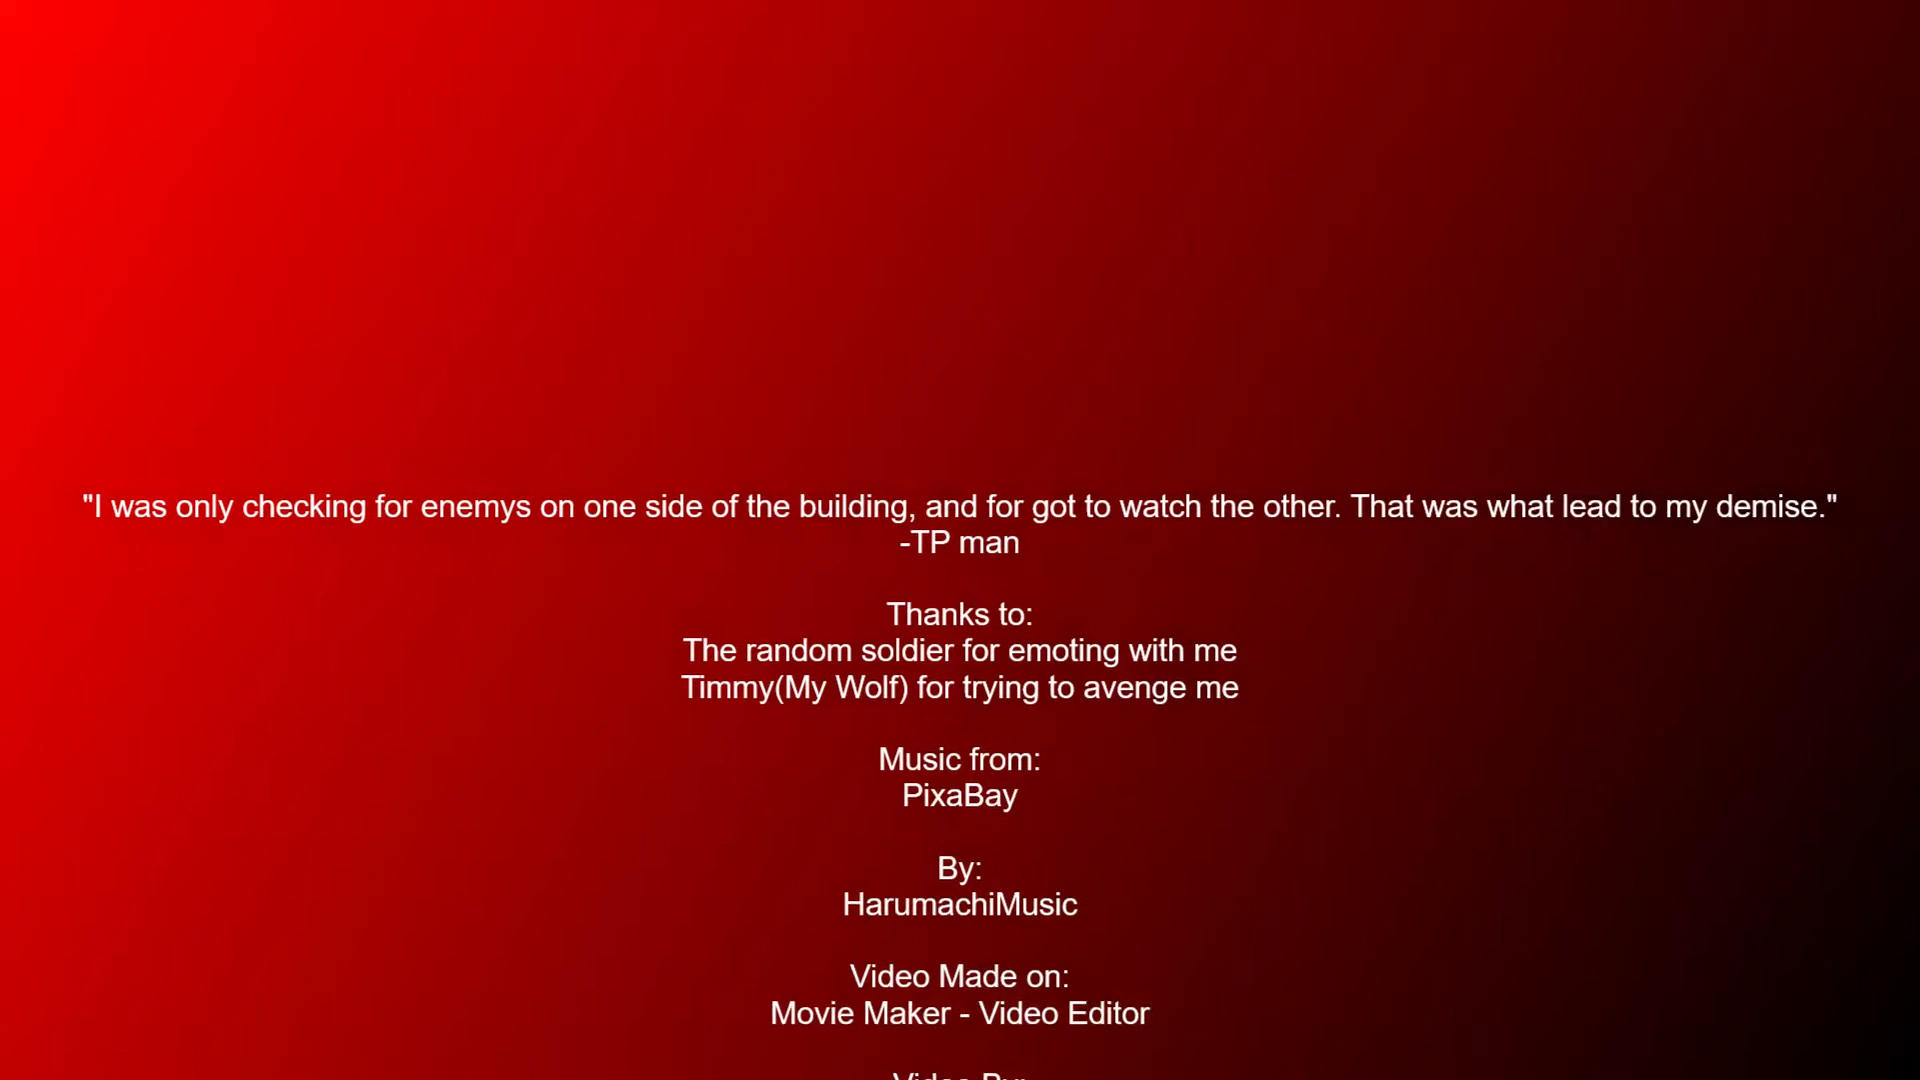 "I was only checking for enemys on one side of the building, and for got to watch the other. That was what lead to my demise."
-TP man
Thanks to:
The random soldier for emoting with me
Timmy(My Wolf) for trying to avenge me
Music from:
PixaBay
By:
HarumachiMusic
Video Made on:
Movie Maker - Video Editor
Video By: